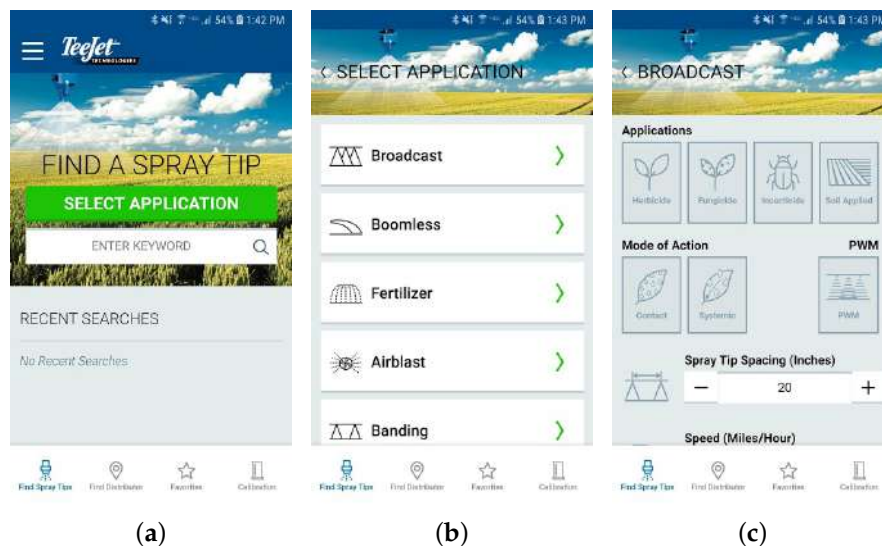 54% 1:42 PM
TeeJet
TECHNOLOGIES
FIND A SPRAY TIP
SELECT APPLICATION
ENTER KEYWORD
RECENT SEARCHES
No Recent Searches
Find Spray Tips Find Distributor Favorites Calibration
(a)
54% 1:43 PM
< SELECT APPLICATION
Broadcast
Boomless
Fertilizer
Airblast
Banding
Find Spray Tips Find Distributor Favorites Calibration
(b)
54% 1:43 PM
< BROADCAST
Applications
Herbicide Fungicide Insecticide Soil Applied
Mode of Action PWM
Contact Systemic PWM
Spray Tip Spacing (Inches)
− 20 +
Speed (Miles/Hour)
Find Spray Tips Find Distributor Favorites Calibration
(c)